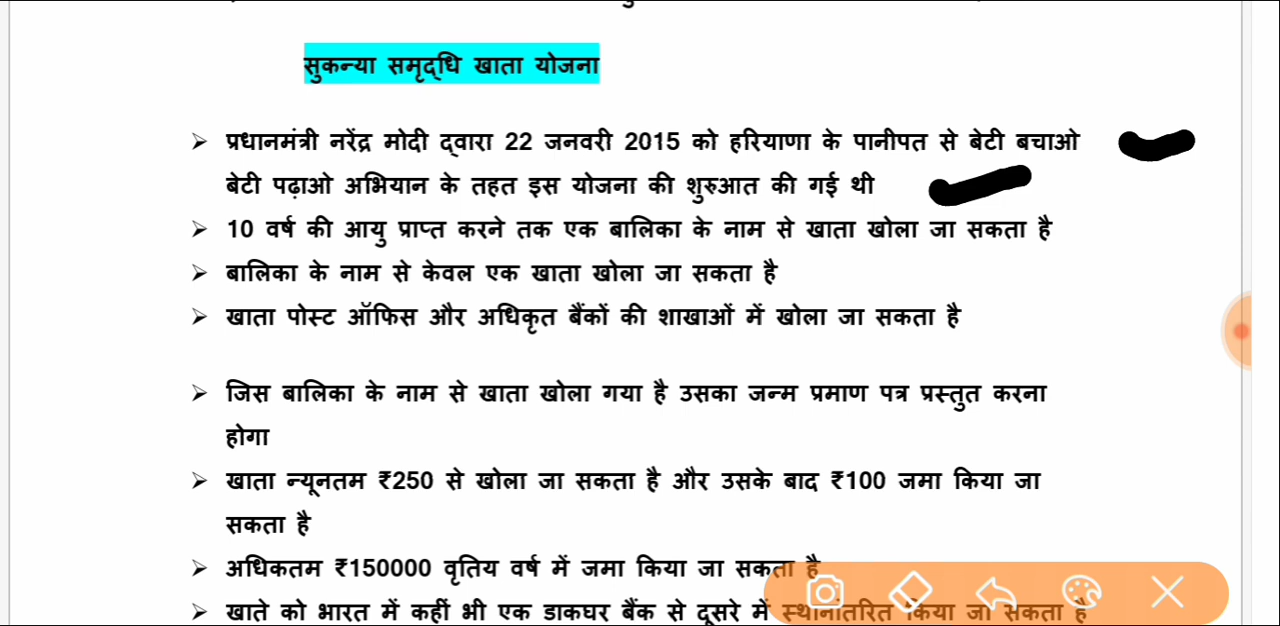 सुकन्या समृद्धि खाता योजना
➢ प्रधानमंत्री नरेंद्र मोदी द्वारा 22 जनवरी 2015 को हरियाणा के पानीपत से बेटी बचाओ
बेटी पढ़ाओ अभियान के तहत इस योजना की शुरुआत की गई थी
➢ 10 वर्ष की आयु प्राप्त करने तक एक बालिका के नाम से खाता खोला जा सकता है
➢ बालिका के नाम से केवल एक खाता खोला जा सकता है
➢ खाता पोस्ट ऑफिस और अधिकृत बैंकों की शाखाओं में खोला जा सकता है
➢ जिस बालिका के नाम से खाता खोला गया है उसका जन्म प्रमाण पत्र प्रस्तुत करना
होगा
➢ खाता न्यूनतम ₹250 से खोला जा सकता है और उसके बाद ₹100 जमा किया जा
सकता है
➢ अधिकतम ₹150000 वृतिय वर्ष में जमा किया जा सकता है
➢ खाते को भारत में कहीं भी एक डाकघर बैंक से दूसरे में स्थानांतरित किया जा सकता है